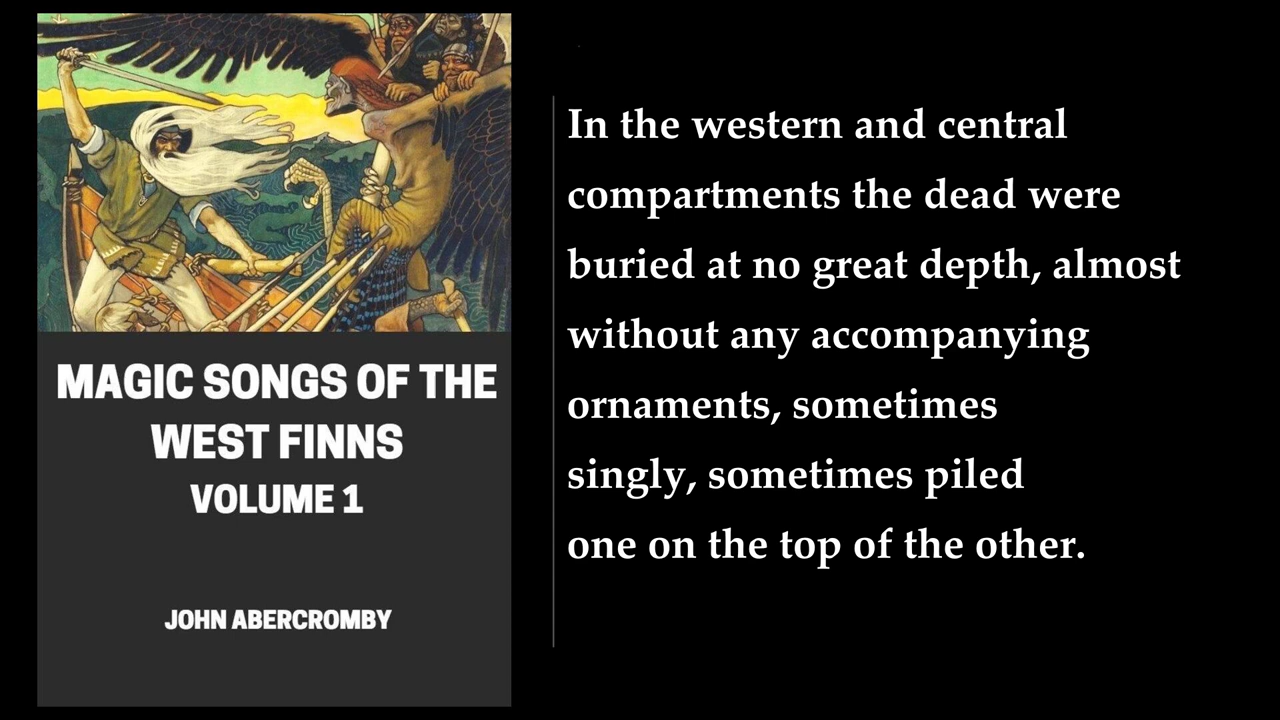 MAGIC SONGS OF THE
WEST FINNS
VOLUME 1
JOHN ABERCROMBY
In the western and central
compartments the dead were
buried at no great depth, almost
without any accompanying
ornaments, sometimes
singly, sometimes piled
one on the top of the other.